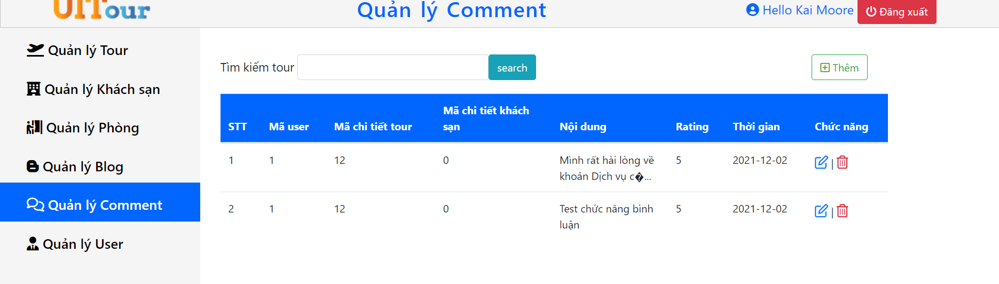 UITour
Quản lý Comment
Hello Kai Moore
Đăng xuất
Quản lý Tour
Quản lý Khách sạn
Quản lý Phòng
Quản lý Blog
Quản lý Comment
Quản lý User
Tìm kiếm tour
search
Thêm
STT
Mã user
Mã chi tiết tour
Mã chi tiết khách
sạn
Nội dung
Rating
Thời gian
Chức năng
1
1
12
0
Mình rất hài lòng về
khoản Dịch vụ c�...
5
2021-12-02
|
2
1
12
0
Test chức năng bình
luận
5
2021-12-02
|